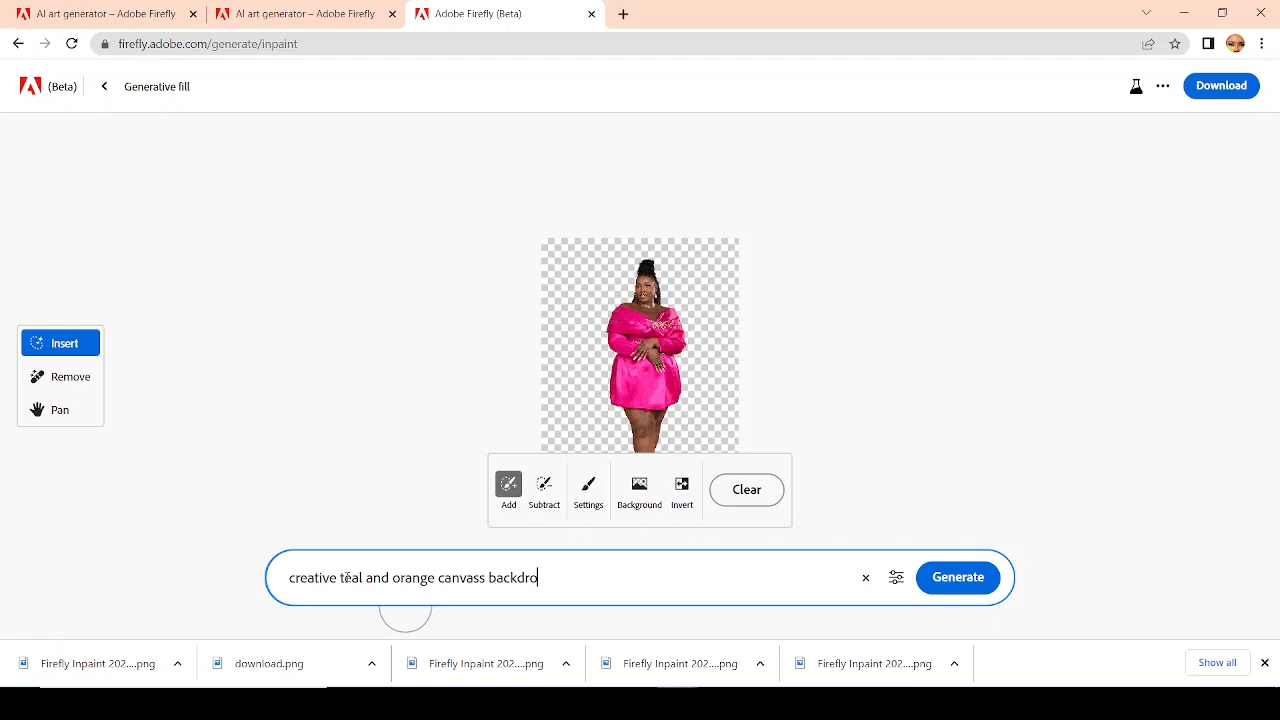 AI art generator – Adobe Firefly
AI art generator – Adobe Firefly
Adobe Firefly (Beta)
firefly.adobe.com/generate/inpaint
(Beta)
Generative fill
Download
Insert
Remove
Pan
Add
Subtract
Settings
Background
Invert
Clear
creative teal and orange canvass backdro
Generate
Firefly Inpaint 202....png
download.png
Firefly Inpaint 202....png
Firefly Inpaint 202....png
Firefly Inpaint 202....png
Show all